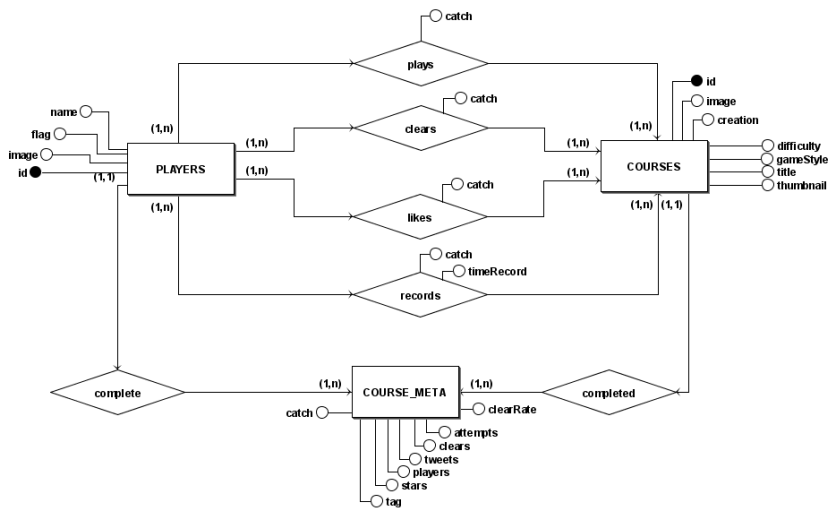 catch
plays
id
name
catch
image
(1,n)
(1,n)
creation
flag
(1,n)
clears
(1,n)
difficulty
image
PLAYERS
COURSES
gameStyle
id
(1,1)
(1,n)
catch
(1,n)
title
thumbnail
(1,n)
likes
(1,n)
(1,1)
catch
timeRecord
records
complete
(1,n)
COURSE_META
(1,n)
completed
catch
clearRate
attempts
clears
tweets
players
stars
tag